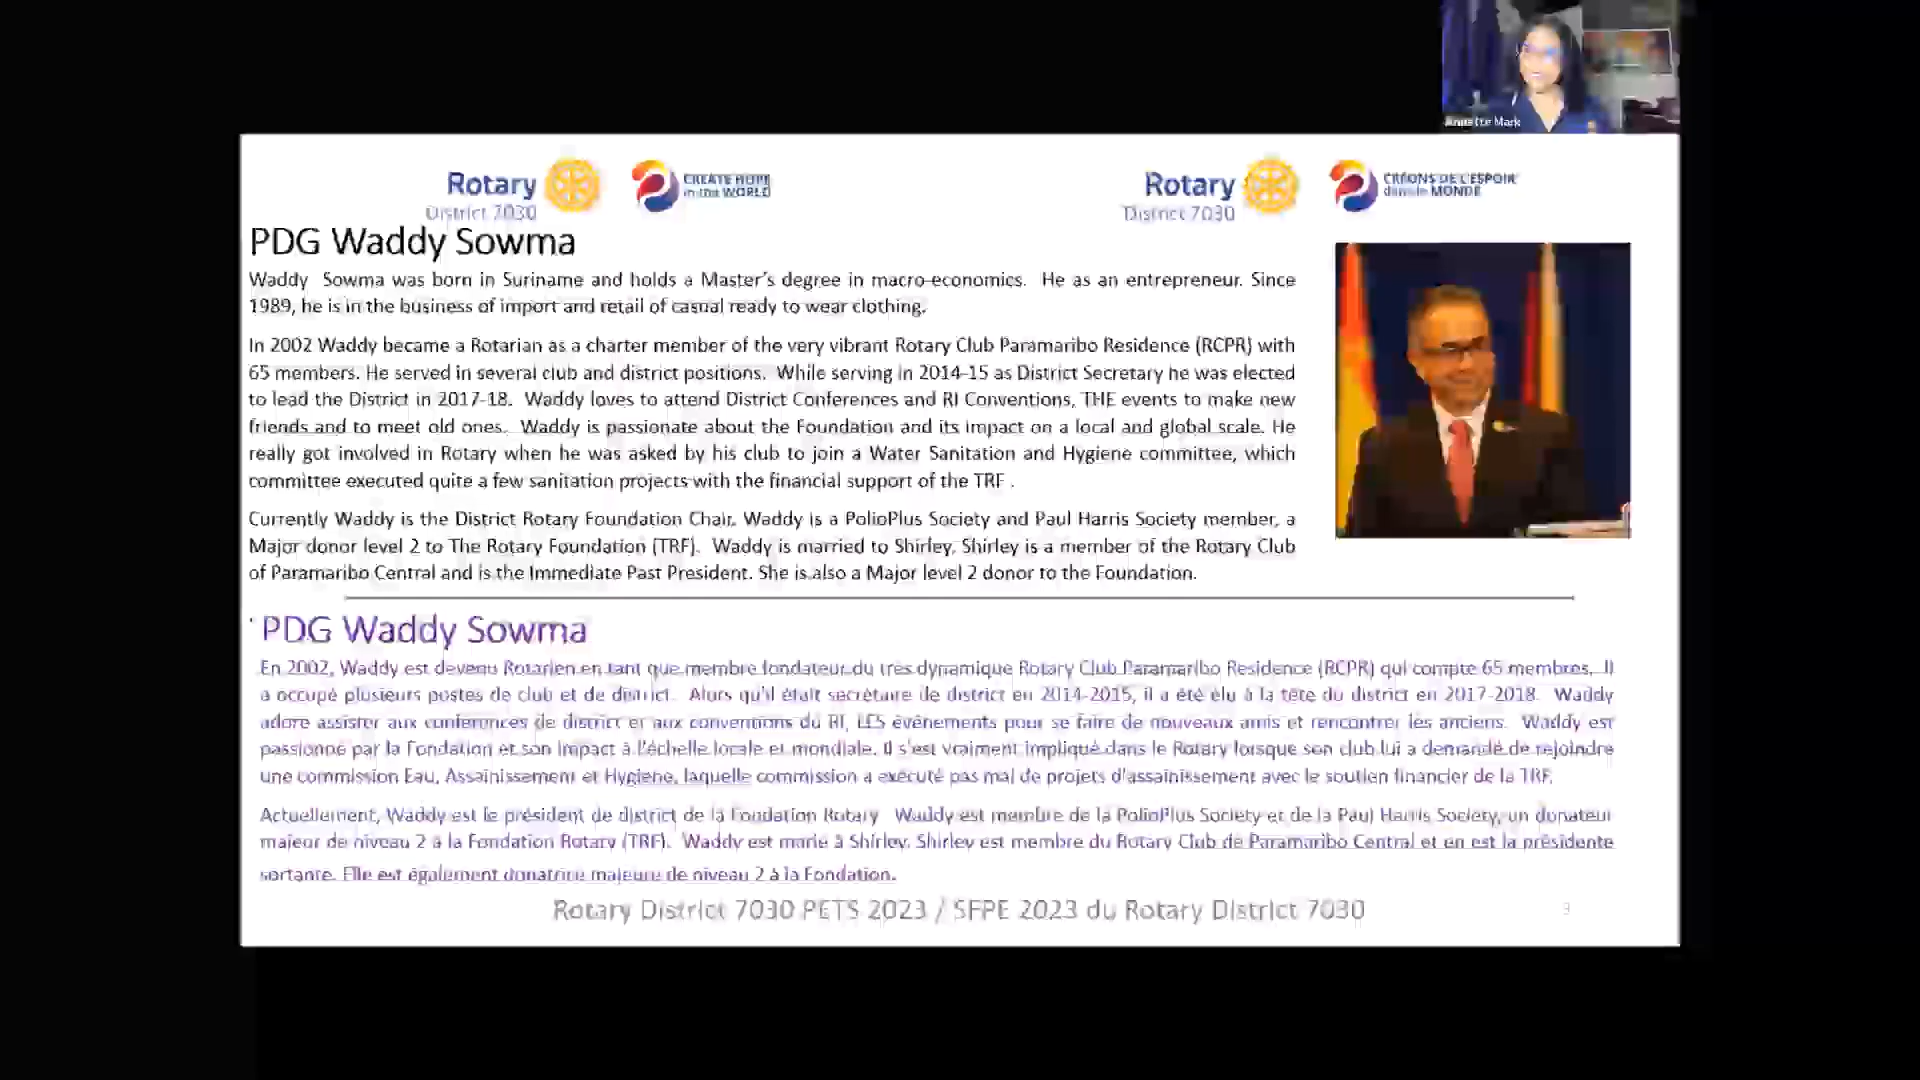 Annette Mark
Rotary
District 7030
CREATE HOPE
in the WORLD
Rotary
District 7030
CRÉONS DE L'ESPOIR
dans le MONDE
PDG Waddy Sowma
Waddy Sowma was born in Suriname and holds a Master's degree in macro-economics. He as an entrepreneur. Since
1989, he is in the business of import and retail of casual ready to wear clothing.
In 2002 Waddy became a Rotarian as a charter member of the very vibrant Rotary Club Paramaribo Residence (RCPR) with
65 members. He served in several club and district positions. While serving in 2014-15 as District Secretary he was elected
to lead the District in 2017-18. Waddy loves to attend District Conferences and RI Conventions, THE events to make new
friends and to meet old ones. Waddy is passionate about the Foundation and its impact on a local and global scale. He
really got involved in Rotary when he was asked by his club to join a Water Sanitation and Hygiene committee, which
committee executed quite a few sanitation projects with the financial support of the TRF .
Currently Waddy is the District Rotary Foundation Chair. Waddy is a PolioPlus Society and Paul Harris Society member, a
Major donor level 2 to The Rotary Foundation (TRF). Waddy is married to Shirley. Shirley is a member of the Rotary Club
of Paramaribo Central and is the Immediate Past President. She is also a Major level 2 donor to the Foundation.
PDG Waddy Sowma
En 2002, Waddy est devenu Rotarien en tant que membre fondateur du très dynamique Rotary Club Paramaribo Residence (RCPR) qui compte 65 membres. Il
a occupé plusieurs postes de club et de district. Alors qu'il était secrétaire de district en 2014-2015, il a été élu à la tête du district en 2017-2018. Waddy
adore assister aux conférences de district et aux conventions du RI, LES événements pour se faire de nouveaux amis et rencontrer les anciens. Waddy est
passionné par la Fondation et son impact à l'échelle locale et mondiale. Il s'est vraiment impliqué dans le Rotary lorsque son club lui a demandé de rejoindre
une commission Eau, Assainissement et Hygiène, laquelle commission a exécuté pas mal de projets d'assainissement avec le soutien financier de la TRF.
Actuellement, Waddy est le président de district de la Fondation Rotary Waddy est membre de la PolioPlus Society et de la Paul Harris Society, un donateur
majeur de niveau 2 à la Fondation Rotary (TRF). Waddy est marié à Shirley. Shirley est membre du Rotary Club de Paramaribo Central et en est la présidente
sortante. Elle est également donatrice majeure de niveau 2 à la Fondation.
Rotary District 7030 PETS 2023 / SFPE 2023 du Rotary District 7030
3